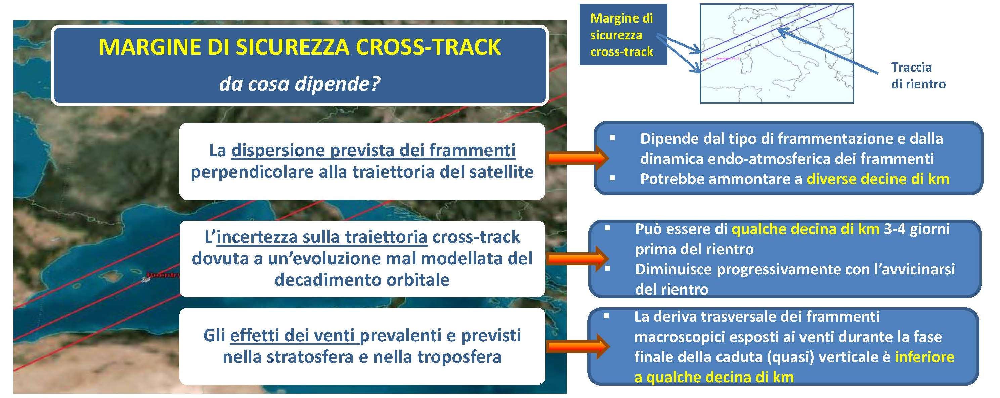 MARGINE DI SICUREZZA CROSS-TRACK
da cosa dipende?
Margine di
sicurezza
cross-track
Traccia
di rientro
La dispersione prevista dei frammenti
perpendicolare alla traiettoria del satellite
▪ Dipende dal tipo di frammentazione e dalla
dinamica endo-atmosferica dei frammenti
▪ Potrebbe ammontare a diverse decine di km
L’incertezza sulla traiettoria cross-track
dovuta a un’evoluzione mal modellata del
decadimento orbitale
▪ Può essere di qualche decina di km 3-4 giorni
prima del rientro
▪ Diminuisce progressivamente con l’avvicinarsi
del rientro
Gli effetti dei venti prevalenti e previsti
nella stratosfera e nella troposfera
▪ La deriva trasversale dei frammenti
macroscopici esposti ai venti durante la fase
finale della caduta (quasi) verticale è inferiore
a qualche decina di km